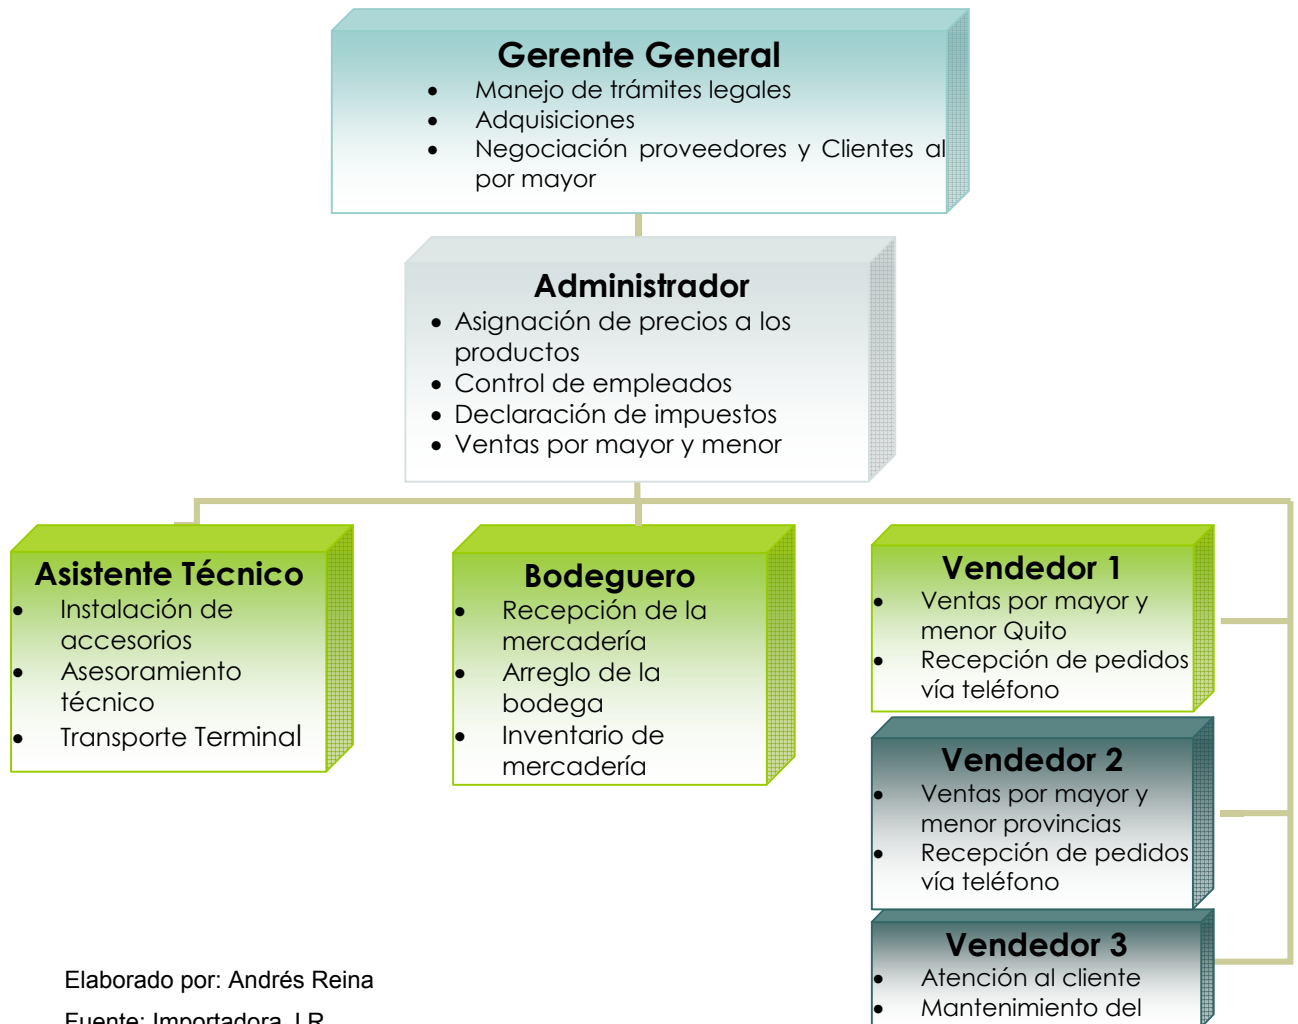 Gerente General
• Manejo de trámites legales
• Adquisiciones
• Negociación proveedores y Clientes al
por mayor
Administrador
• Asignación de precios a los
productos
• Control de empleados
• Declaración de impuestos
• Ventas por mayor y menor
Asistente Técnico
• Instalación de
accesorios
• Asesoramiento
técnico
• Transporte Terminal
Bodeguero
• Recepción de la
mercadería
• Arreglo de la
bodega
• Inventario de
mercadería
Vendedor 1
• Ventas por mayor y
menor Quito
• Recepción de pedidos
vía teléfono
Vendedor 2
• Ventas por mayor y
menor provincias
• Recepción de pedidos
vía teléfono
Vendedor 3
• Atención al cliente
• Mantenimiento del
Elaborado por: Andrés Reina
Fuente: Importadora